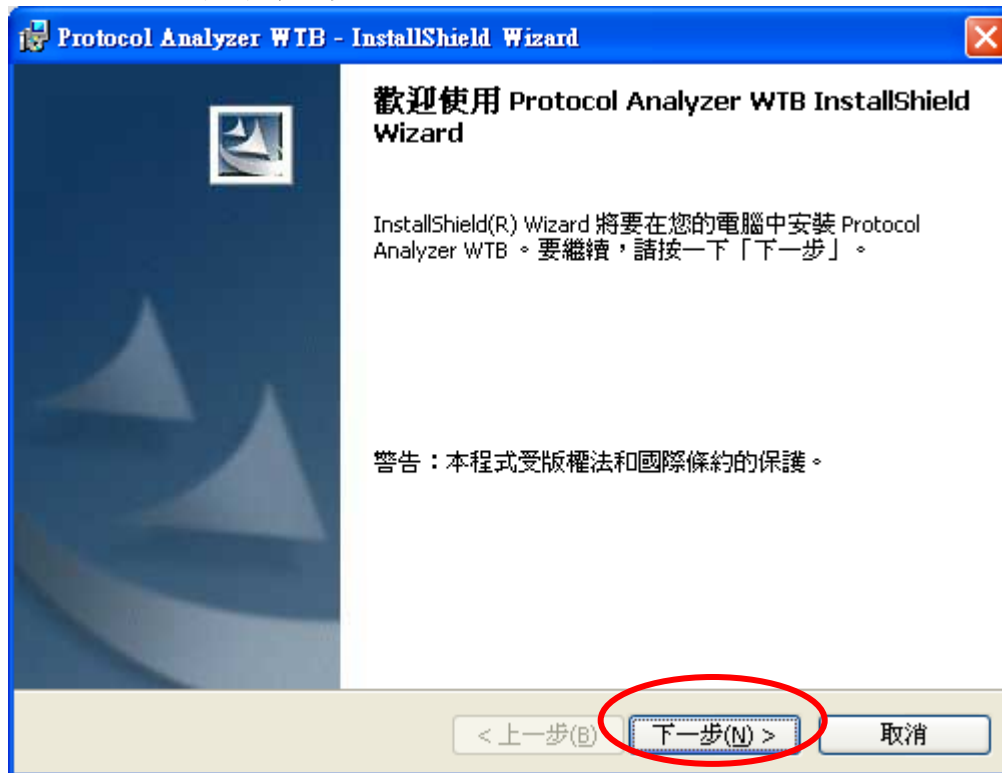 Protocol Analyzer WTB - InstallShield Wizard
歡迎使用 Protocol Analyzer WTB InstallShield
Wizard
InstallShield(R) Wizard 將要在您的電腦中安裝 Protocol
Analyzer WTB 。要繼續，請按一下「下一步」。
警告：本程式受版權法和國際條約的保護。
< 上一步(B)
下一步(N) >
取消